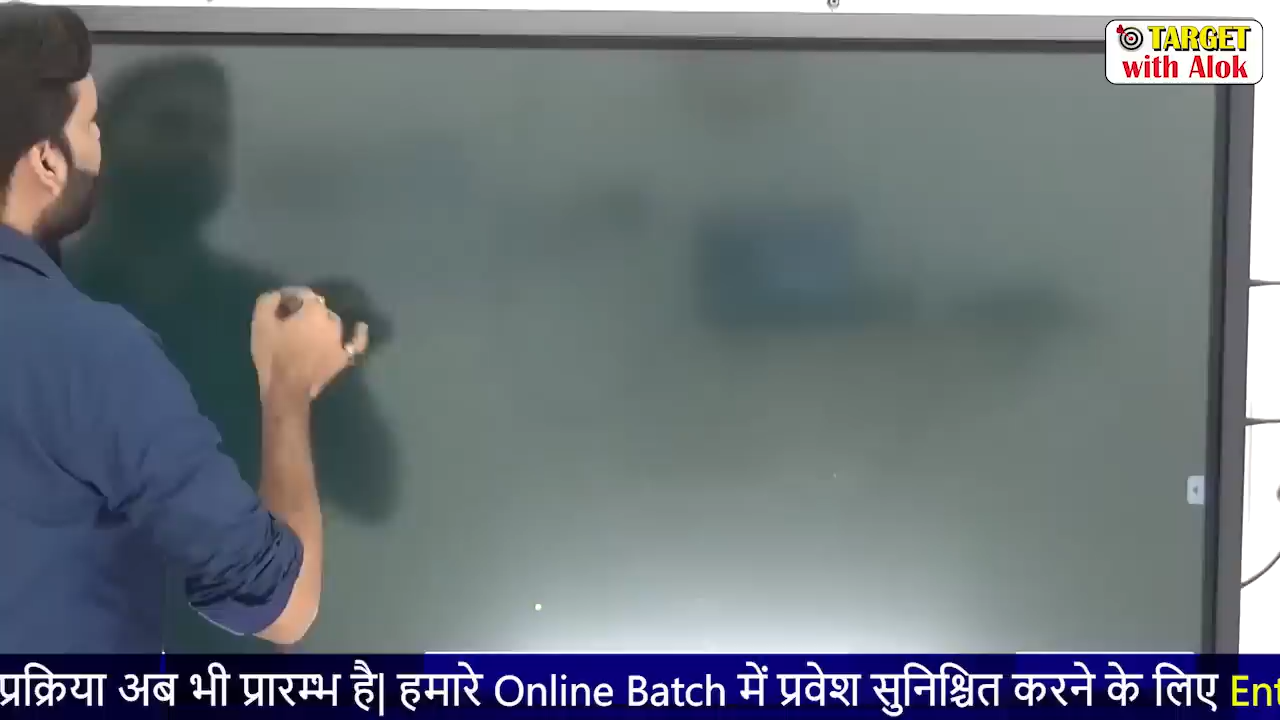 TARGET
with Alok
प्रक्रिया अब भी प्रारम्भ है| हमारे Online Batch में प्रवेश सुनिश्चित करने के लिए